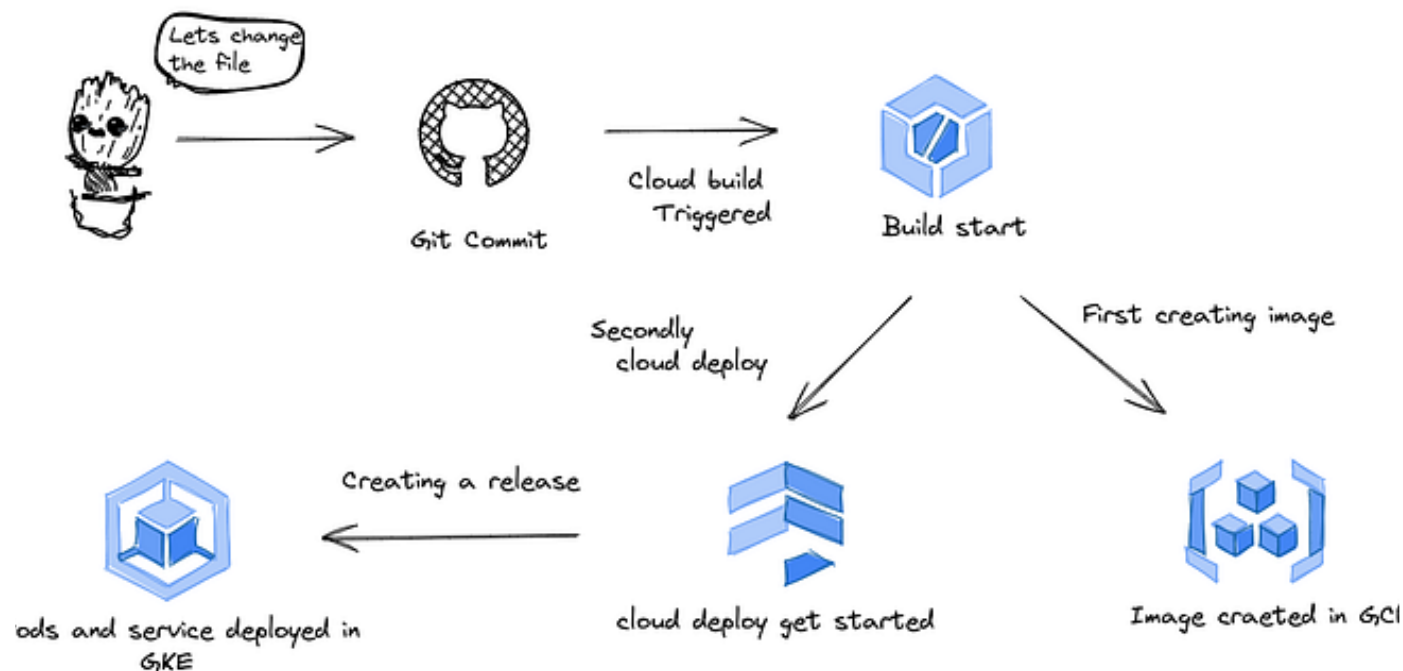 Lets change
the file
Git Commit
Cloud build
Triggered
Build start
Secondly
cloud deploy
First creating image
Creating a release
ods and service deployed in
GKE
cloud deploy get started
Image craeted in GCI